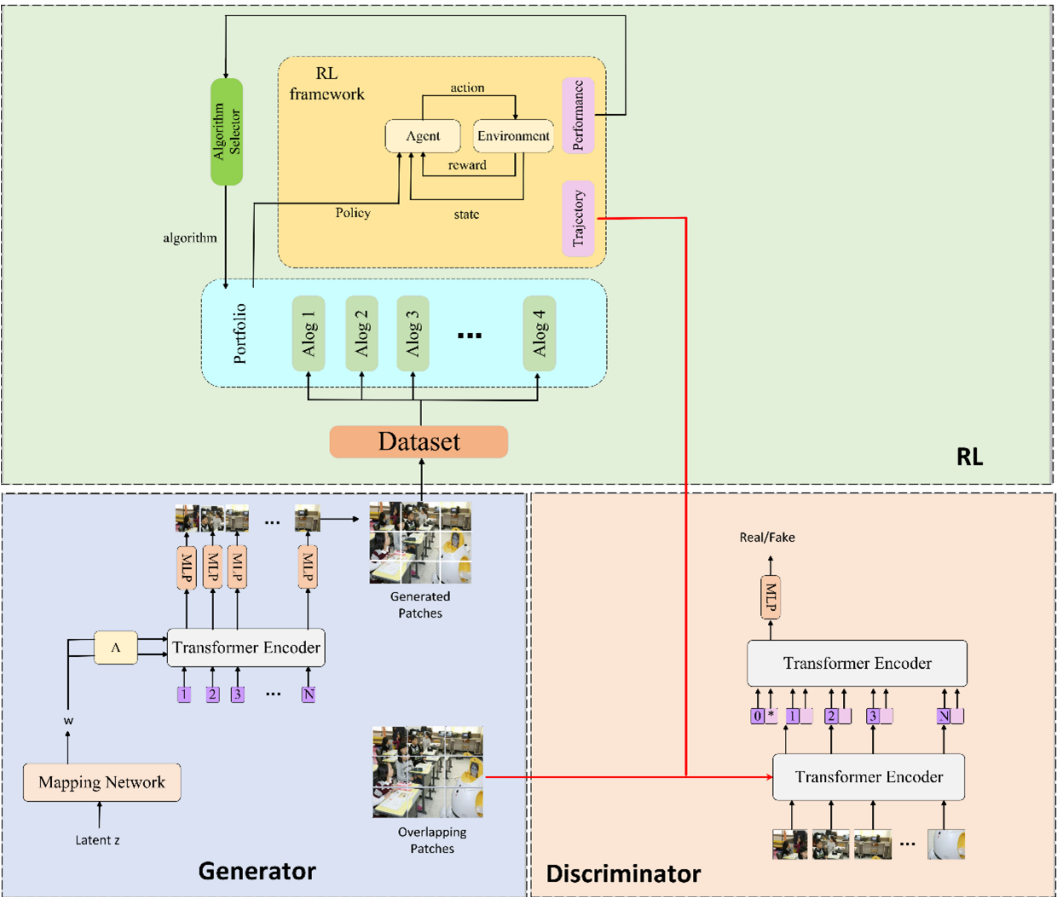 RL
framework
action
Agent
Environment
reward
state
Policy
Performance
Trajectory
Algorithm
Selector
algorithm
Portfolio
Alog 1
Alog 2
Alog 3
...
Alog 4
Dataset
RL
...
MLP
MLP
MLP
MLP
Generated
Patches
A
Transformer Encoder
1
2
3
...
N
w
Mapping Network
Latent z
Overlapping
Patches
Generator
Real/Fake
MLP
Transformer Encoder
0
*
1
2
3
N
Transformer Encoder
...
Discriminator